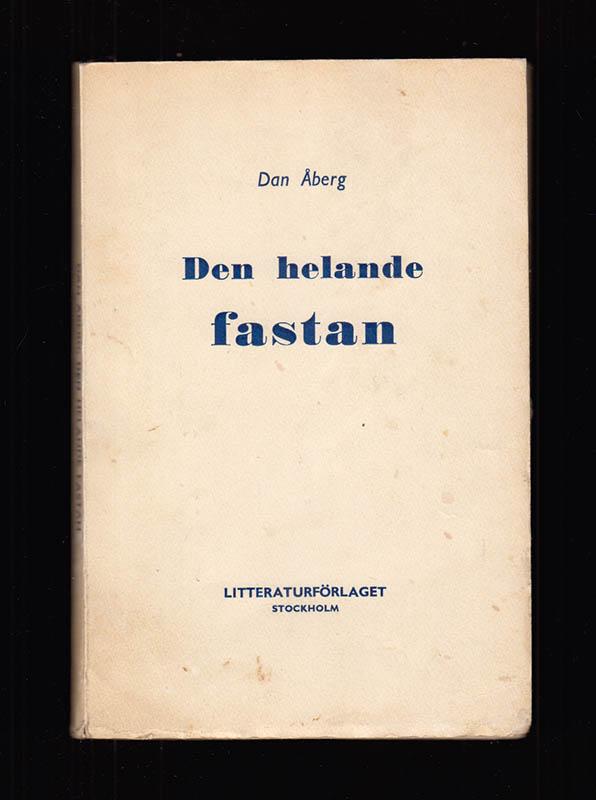 Dan Åberg
Den helande
fastan
LITTERATURFÖRLAGET
STOCKHOLM